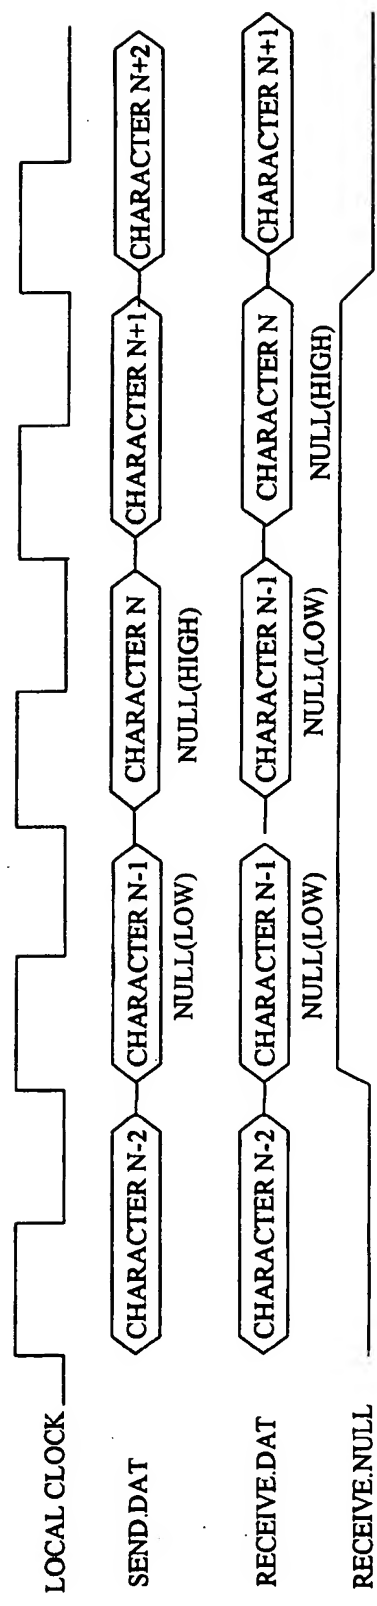 LOCAL CLOCK
SEND.DAT CHARACTER N-2 CHARACTER N-1 CHARACTER N CHARACTER N+1 CHARACTER N+2
NULL(LOW) NULL(HIGH)
RECEIVE.DAT CHARACTER N-2 CHARACTER N-1 CHARACTER N-1 CHARACTER N CHARACTER N+1
NULL(LOW) NULL(LOW) NULL(HIGH)
RECEIVE.NULL